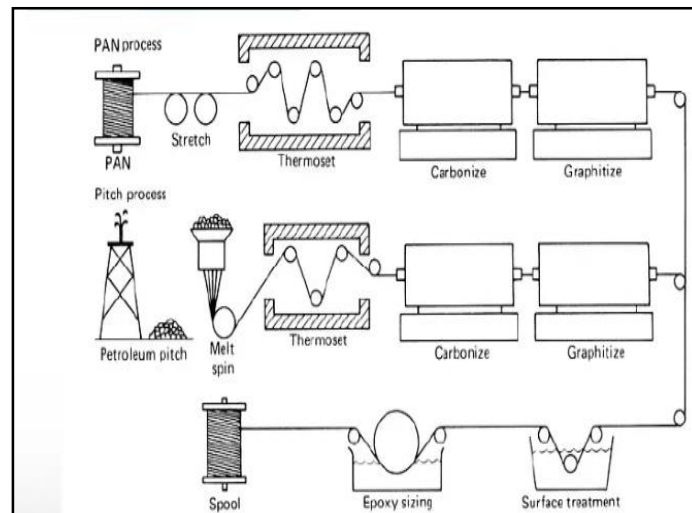 PAN process
PAN
Stretch
Thermoset
Carbonize
Graphitize
Pitch process
Petroleum pitch
Melt
spin
Thermoset
Carbonize
Graphitize
Spool
Epoxy sizing
Surface treatment